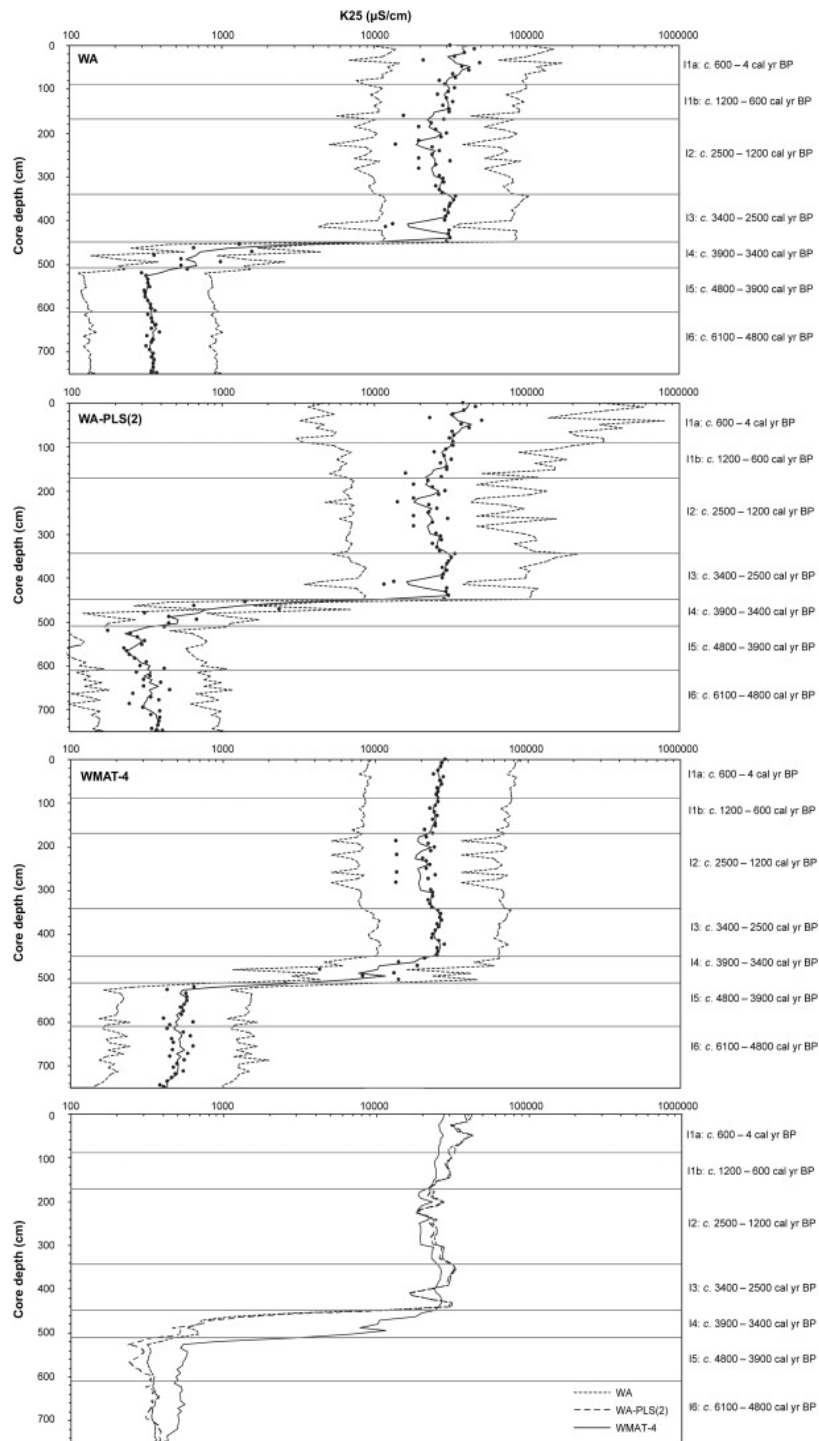 K25 (µS/cm)
100 1000 10000 100000 1000000
WA
Core depth (cm)
0
100
200
300
400
500
600
700
I1a: c. 600 – 4 cal yr BP
I1b: c. 1200 – 600 cal yr BP
I2: c. 2500 – 1200 cal yr BP
I3: c. 3400 – 2500 cal yr BP
I4: c. 3900 – 3400 cal yr BP
I5: c. 4800 – 3900 cal yr BP
I6: c. 6100 – 4800 cal yr BP
100 1000 10000 100000 1000000
WA-PLS(2)
Core depth (cm)
0
100
200
300
400
500
600
700
I1a: c. 600 – 4 cal yr BP
I1b: c. 1200 – 600 cal yr BP
I2: c. 2500 – 1200 cal yr BP
I3: c. 3400 – 2500 cal yr BP
I4: c. 3900 – 3400 cal yr BP
I5: c. 4800 – 3900 cal yr BP
I6: c. 6100 – 4800 cal yr BP
100 1000 10000 100000 1000000
WMAT-4
Core depth (cm)
0
100
200
300
400
500
600
700
I1a: c. 600 – 4 cal yr BP
I1b: c. 1200 – 600 cal yr BP
I2: c. 2500 – 1200 cal yr BP
I3: c. 3400 – 2500 cal yr BP
I4: c. 3900 – 3400 cal yr BP
I5: c. 4800 – 3900 cal yr BP
I6: c. 6100 – 4800 cal yr BP
100 1000 10000 100000 1000000
Core depth (cm)
0
100
200
300
400
500
600
700
I1a: c. 600 – 4 cal yr BP
I1b: c. 1200 – 600 cal yr BP
I2: c. 2500 – 1200 cal yr BP
I3: c. 3400 – 2500 cal yr BP
I4: c. 3900 – 3400 cal yr BP
I5: c. 4800 – 3900 cal yr BP
I6: c. 6100 – 4800 cal yr BP
WA
WA-PLS(2)
WMAT-4